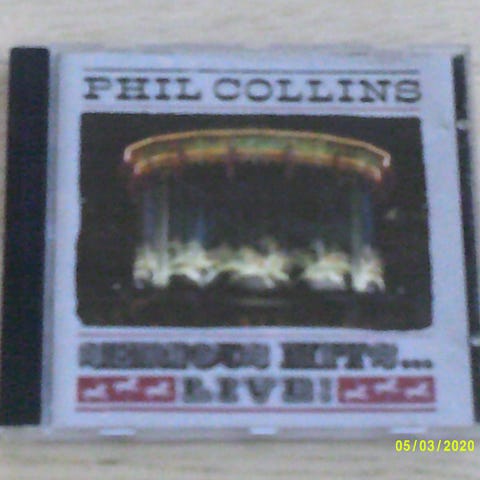 PHIL COLLINS
SERIOUS HITS...
LIVE!
05/03/2020